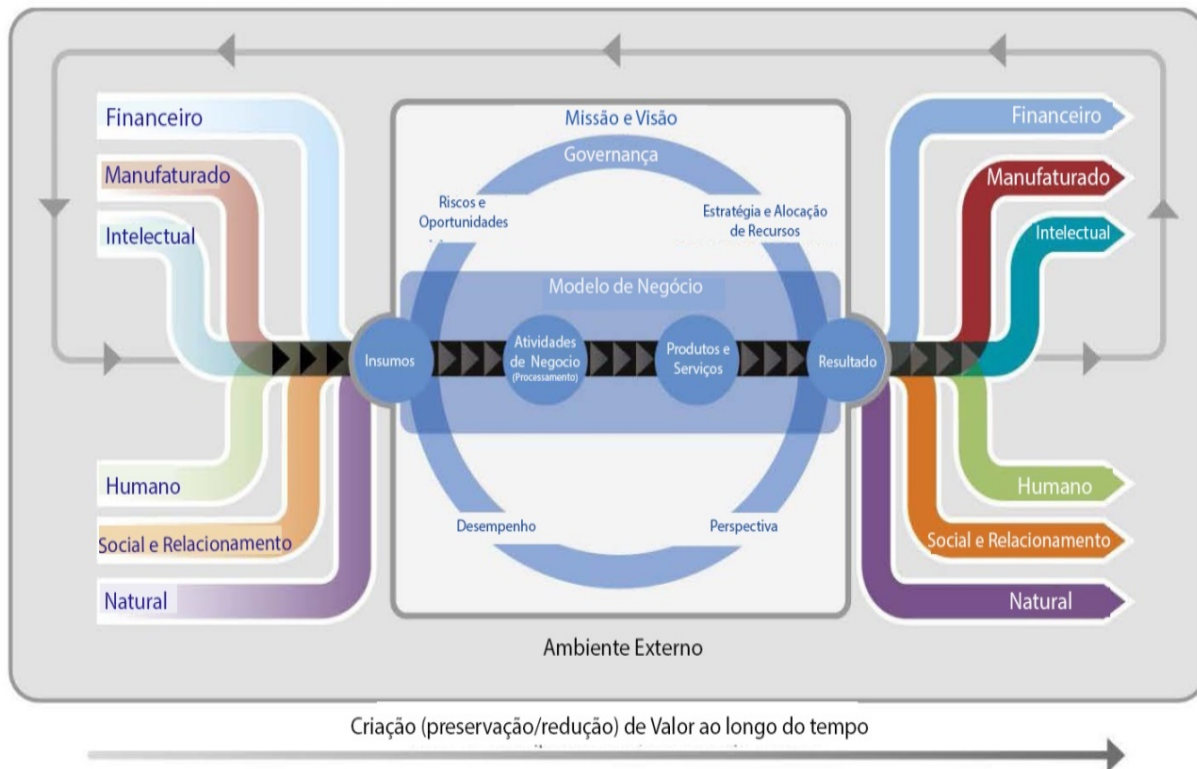 Financeiro
Manufaturado
Intelectual
Humano
Social e Relacionamento
Natural
Missão e Visão
Governança
Riscos e
Oportunidades
Estratégia e Alocação
de Recursos
Modelo de Negócio
Insumos
Atividades
de Negocio
(Processamento)
Produtos e
Serviços
Resultado
Desempenho
Perspectiva
Financeiro
Manufaturado
Intelectual
Humano
Social e Relacionamento
Natural
Ambiente Externo
Criação (preservação/redução) de Valor ao longo do tempo